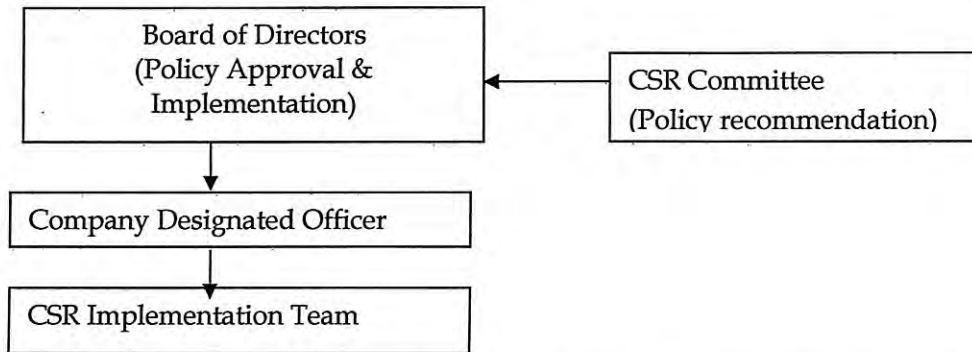 Board of Directors
(Policy Approval &
Implementation)
CSR Committee
(Policy recommendation)
Company Designated Officer
CSR Implementation Team